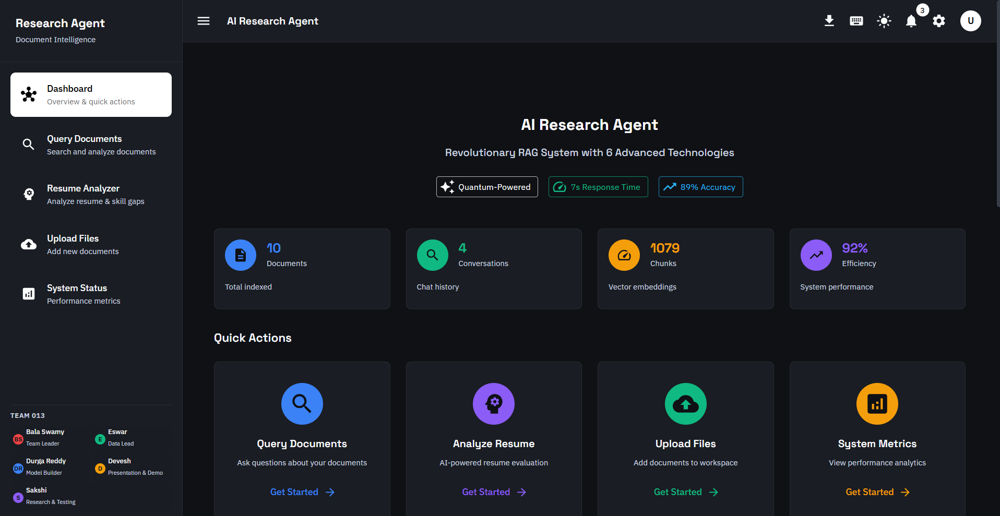 Research Agent
Document Intelligence
Dashboard
Overview & quick actions
Query Documents
Search and analyze documents
Resume Analyzer
Analyze resume & skill gaps
Upload Files
Add new documents
System Status
Performance metrics
TEAM 013
BS
Bala Swamy
Team Leader
E
Eswar
Data Lead
DR
Durga Reddy
Model Builder
D
Devesh
Presentation & Demo
S
Sakshi
Research & Testing
AI Research Agent
3
U
AI Research Agent
Revolutionary RAG System with 6 Advanced Technologies
Quantum-Powered
7s Response Time
89% Accuracy
10
Documents
Total indexed
4
Conversations
Chat history
1079
Chunks
Vector embeddings
92%
Efficiency
System performance
Quick Actions
Query Documents
Ask questions about your documents
Get Started
Analyze Resume
AI-powered resume evaluation
Get Started
Upload Files
Add documents to workspace
Get Started
System Metrics
View performance analytics
Get Started